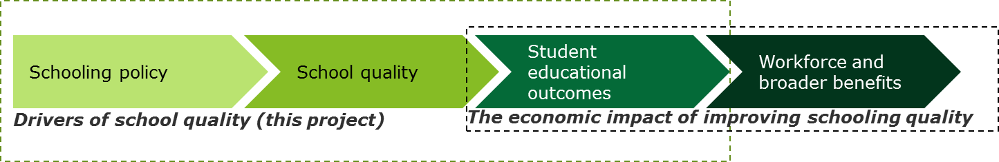 Schooling policy
School quality
Student
educational
outcomes
Workforce and
broader benefits
Drivers of school quality (this project)
The economic impact of improving schooling quality